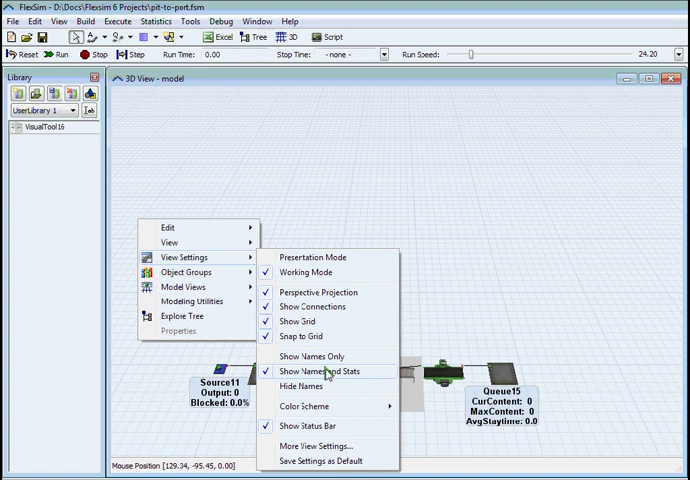 FlexSim - D:\Docs\Flexsim 6 Projects\pit-to-port.fsm
File Edit View Build Execute Statistics Tools Debug Window Help
Excel Tree 3D Script
Reset Run Stop Step Run Time: 0.00 Stop Time: - none - Run Speed: 24.20
Library
3D View - model
UserLibrary 1
VisualTool16
Edit
View
View Settings
Object Groups
Model Views
Modeling Utilities
Explore Tree
Properties
Presentation Mode
Working Mode
Perspective Projection
Show Connections
Show Grid
Snap to Grid
Show Names Only
Show Names and Stats
Hide Names
Color Scheme
Show Status Bar
More View Settings...
Save Settings as Default
Source11
Output: 0
Blocked: 0.0%
Queue15
CurContent: 0
MaxContent: 0
AvgStaytime: 0.0
Mouse Position [129.34, -95.45, 0.00]